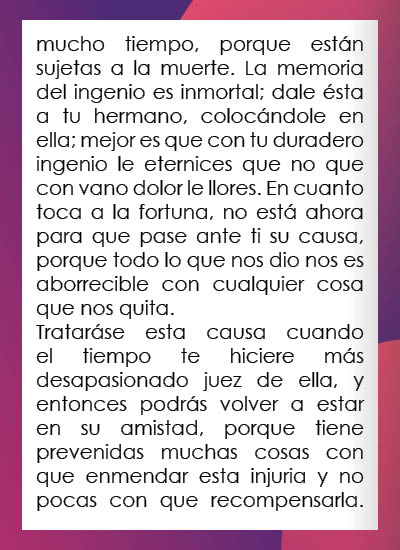 mucho tiempo, porque están
sujetas a la muerte. La memoria
del ingenio es inmortal; dale ésta
a tu hermano, colocándole en
ella; mejor es que con tu duradero
ingenio le eternices que no que
con vano dolor le llores. En cuanto
toca a la fortuna, no está ahora
para que pase ante ti su causa,
porque todo lo que nos dio nos es
aborrecible con cualquier cosa
que nos quita.
Trataráse esta causa cuando
el tiempo te hiciere más
desapasionado juez de ella, y
entonces podrás volver a estar
en su amistad, porque tiene
prevenidas muchas cosas con
que enmendar esta injuria y no
pocas con que recompensarla.